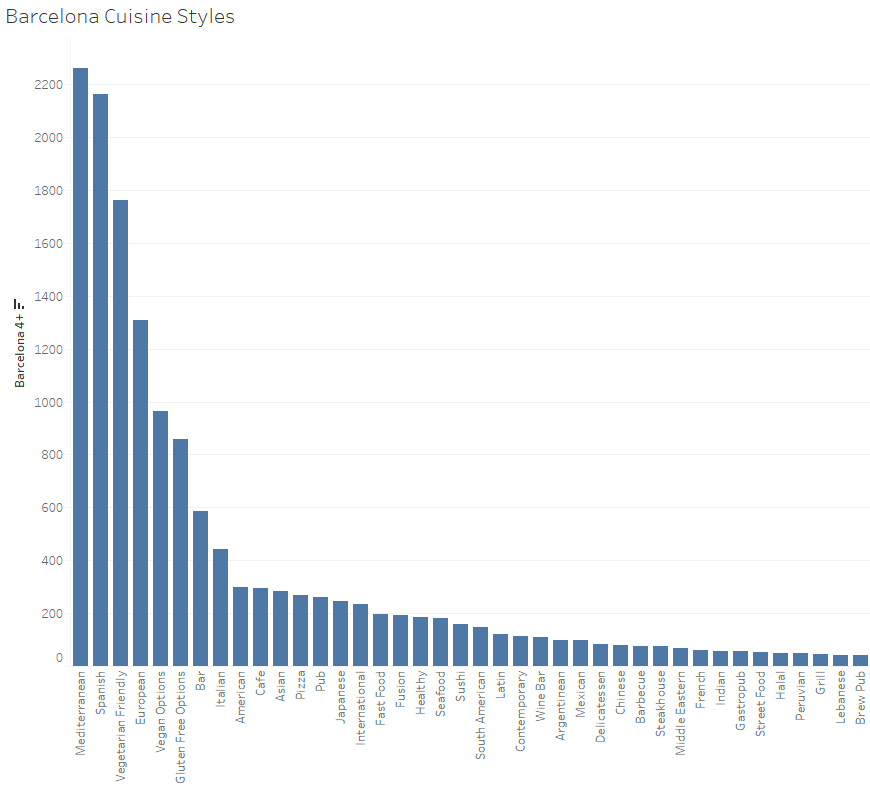 Barcelona Cuisine Styles
Barcelona 4+
2200
2000
1800
1600
1400
1200
1000
800
600
400
200
0
Mediterranean
Spanish
Vegetarian Friendly
European
Vegan Options
Gluten Free Options
Bar
Italian
American
Cafe
Asian
Pizza
Pub
Japanese
International
Fast Food
Fusion
Healthy
Seafood
Sushi
South American
Latin
Contemporary
Wine Bar
Argentinean
Mexican
Delicatessen
Chinese
Barbecue
Steakhouse
Middle Eastern
French
Indian
Gastropub
Street Food
Halal
Peruvian
Grill
Lebanese
Brew Pub